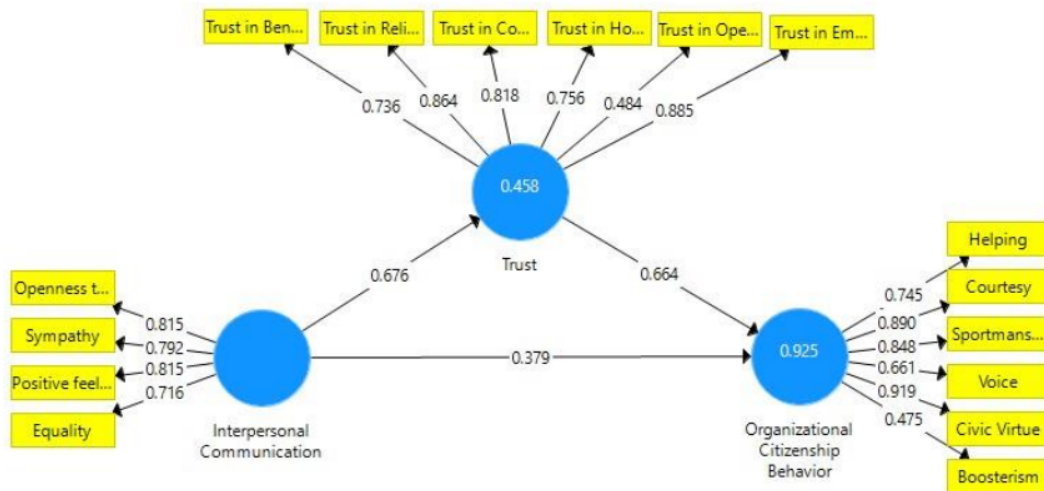 Trust in Ben...
Trust in Reli...
Trust in Co...
Trust in Ho...
Trust in Ope...
Trust in Em...
0.736
0.864
0.818
0.756
0.484
0.885
0.458
Trust
0.676
0.664
Openness t...
Sympathy
Positive feel...
Equality
0.815
0.792
0.815
0.716
Interpersonal
Communication
0.379
0.925
Organizational
Citizenship
Behavior
0.745
0.890
0.848
0.661
0.919
0.475
Helping
Courtesy
Sportmans...
Voice
Civic Virtue
Boosterism